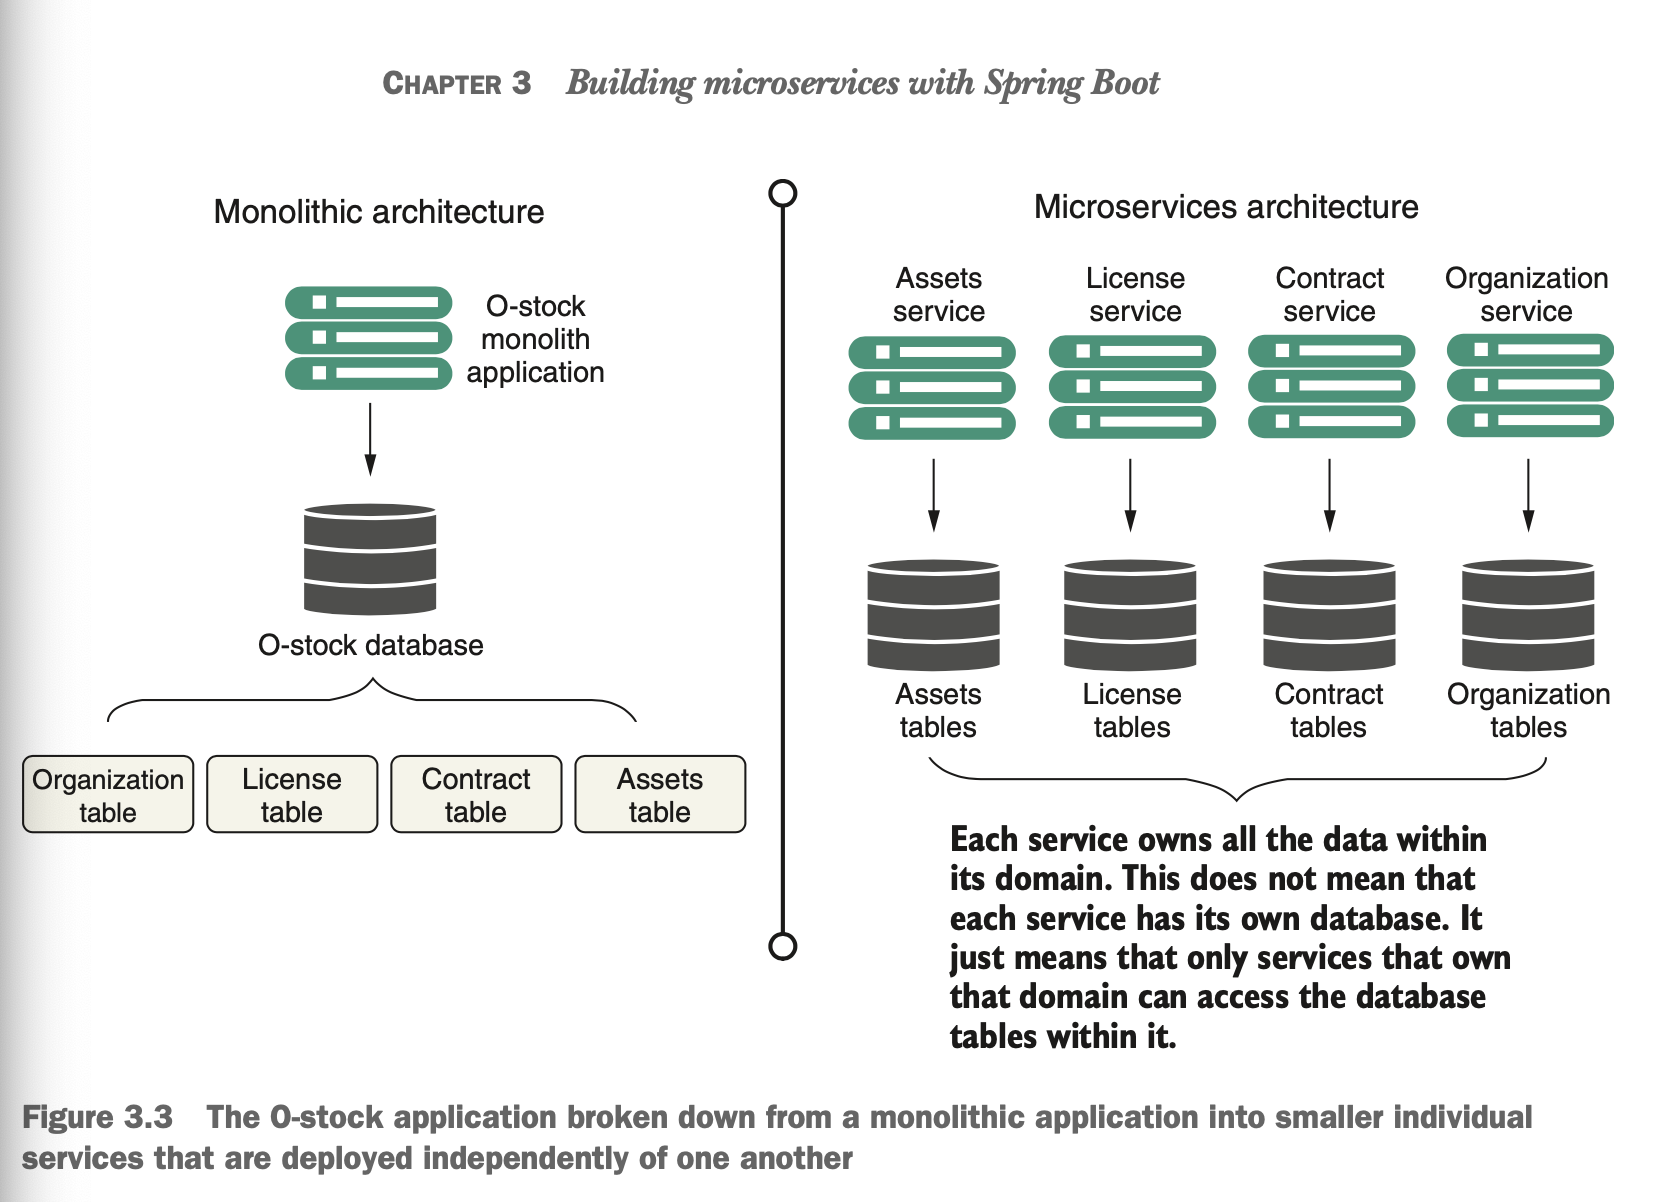 CHAPTER 3 Building microservices with Spring Boot
Monolithic architecture
O-stock
monolith
application
O-stock database
Organization
table
License
table
Contract
table
Assets
table
Microservices architecture
Assets
service
License
service
Contract
service
Organization
service
Assets
tables
License
tables
Contract
tables
Organization
tables
Each service owns all the data within
its domain. This does not mean that
each service has its own database. It
just means that only services that own
that domain can access the database
tables within it.
Figure 3.3 The O-stock application broken down from a monolithic application into smaller individual
services that are deployed independently of one another